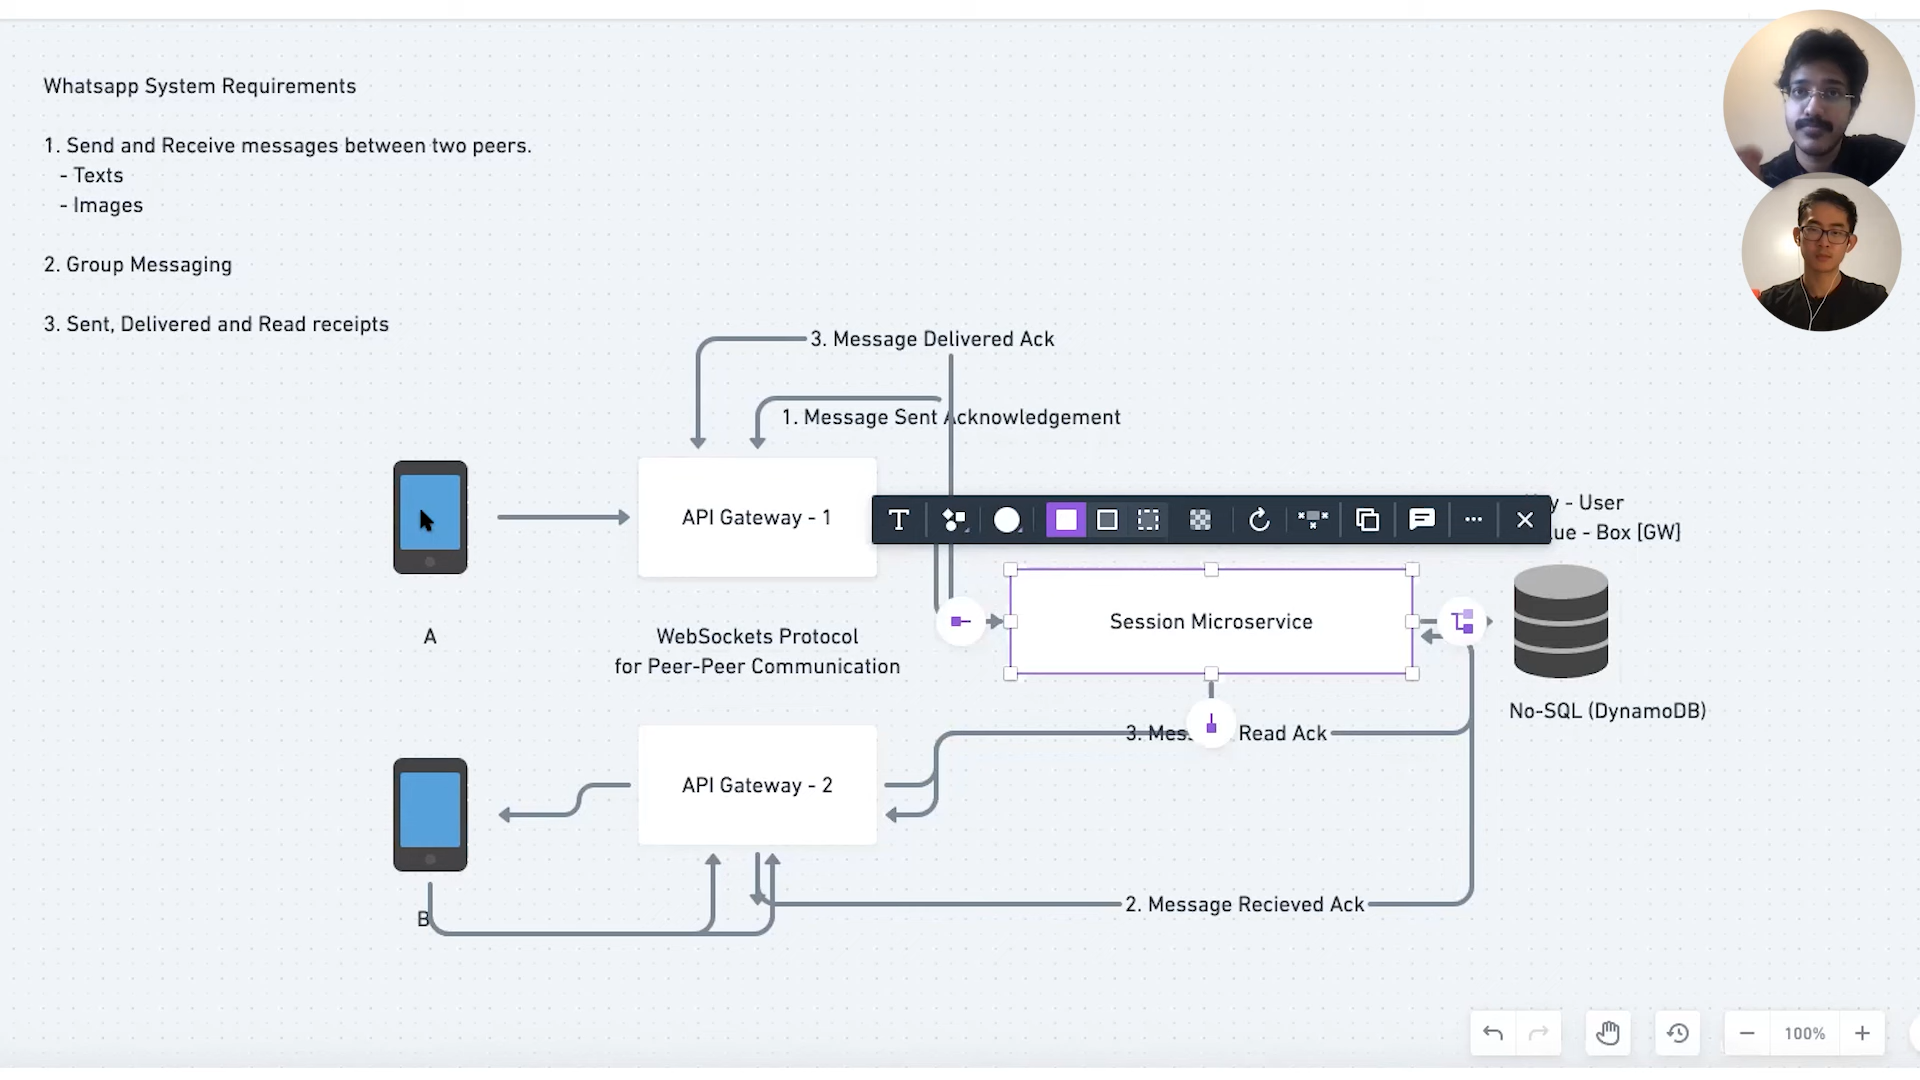 Whatsapp System Requirements
1. Send and Receive messages between two peers.
- Texts
- Images
2. Group Messaging
3. Sent, Delivered and Read receipts
3. Message Delivered Ack
1. Message Sent Acknowledgement
API Gateway - 1
T
- User
- Box [GW]
A
WebSockets Protocol
for Peer-Peer Communication
Session Microservice
No-SQL (DynamoDB)
3. Read Ack
API Gateway - 2
B
2. Message Recieved Ack
100%